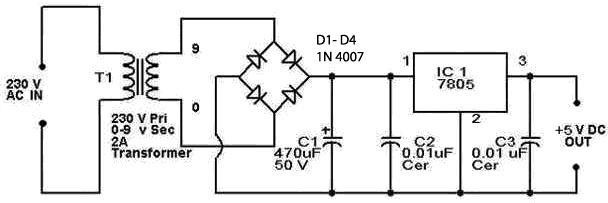 230 V
AC IN
T1
9
0
230 V Pri
0-9 v Sec
2A
Transformer
D1- D4
1N 4007
C1
470uF
50 V
C2
0.01uF
Cer
1
IC 1
7805
3
2
C3
0.01 uF
Cer
+5 V DC
OUT
+